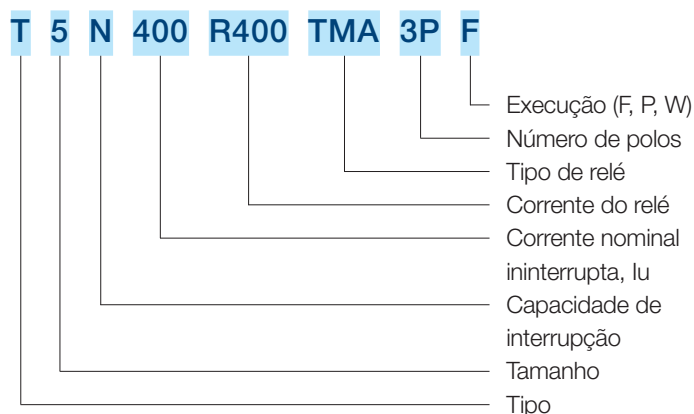 T 5 N 400 R400 TMA 3P F
Execução (F, P, W)
Número de polos
Tipo de relé
Corrente do relé
Corrente nominal
ininterrupta, Iu
Capacidade de
interrupção
Tamanho
Tipo